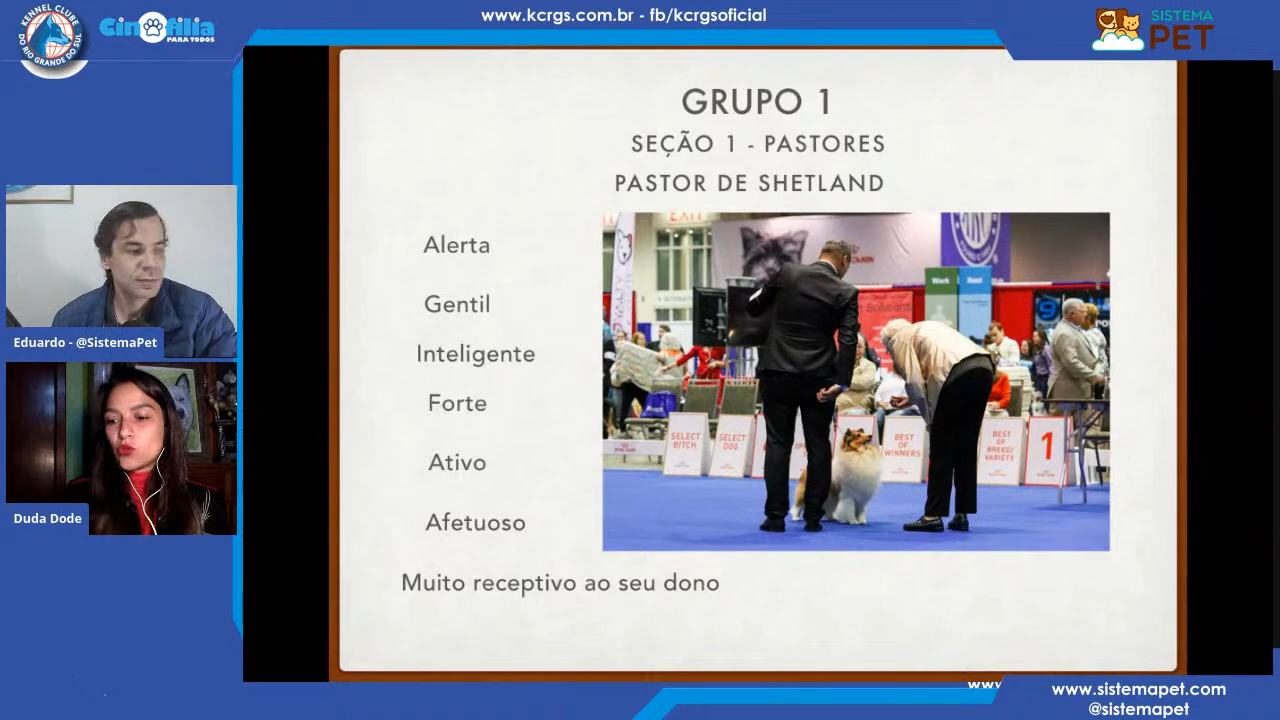 www.kcrgs.com.br - fb/kcrgsoficial
KENNEL CLUBE
DO RIO GRANDE DO SUL
Cinofilia
PARA TODOS
SISTEMA
PET
GRUPO 1
SEÇÃO 1 - PASTORES
PASTOR DE SHETLAND
Alerta
Gentil
Inteligente
Forte
Ativo
Afetuoso
Muito receptivo ao seu dono
EXIT
Work
Rest
Solutions
SELECT
BITCH
SELECT
DOG
BEST
OF
WINNERS
BEST
OF
BREED/
VARIETY
1
Eduardo - @SistemaPet
Duda Dode
www
www.sistemapet.com
@sistemapet